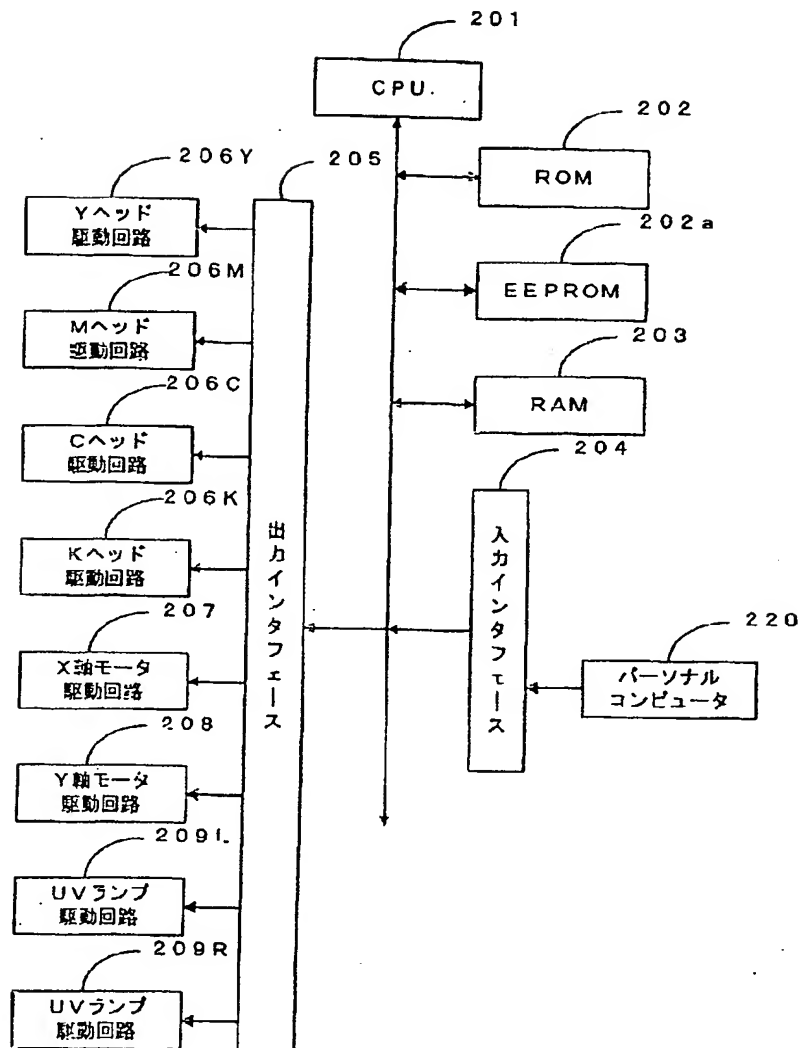 201
CPU.
202
ROM
202a
EEPROM
203
RAM
204
入力インタフェース
220
パーソナル
コンピュータ
205
出力インタフェース
206Y
Yヘッド
駆動回路
206M
Mヘッド
駆動回路
206C
Cヘッド
駆動回路
206K
Kヘッド
駆動回路
207
X軸モータ
駆動回路
208
Y軸モータ
駆動回路
209L
UVランプ
駆動回路
209R
UVランプ
駆動回路